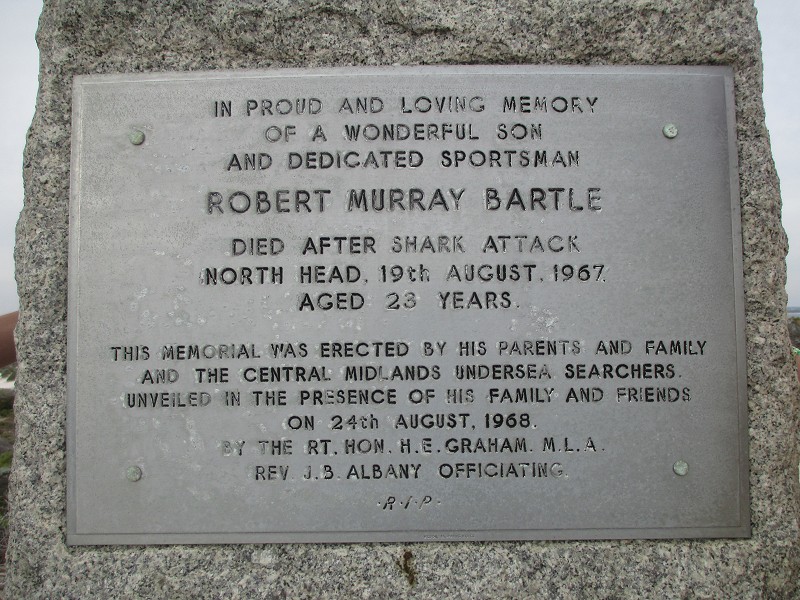 IN PROUD AND LOVING MEMORY
OF A WONDERFUL SON
AND DEDICATED SPORTSMAN
ROBERT MURRAY BARTLE
DIED AFTER SHARK ATTACK
NORTH HEAD, 19th AUGUST, 1967.
AGED 23 YEARS.
THIS MEMORIAL WAS ERECTED BY HIS PARENTS AND FAMILY
AND THE CENTRAL MIDLANDS UNDERSEA SEARCHERS.
UNVEILED IN THE PRESENCE OF HIS FAMILY AND FRIENDS
ON 24th AUGUST, 1968.
BY THE RT. HON. H.E. GRAHAM. M.L.A.
REV. J.B. ALBANY OFFICIATING.
·R·I·P·